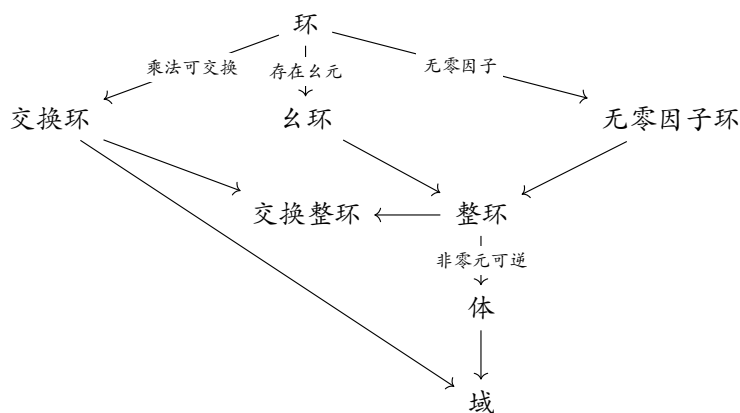 环
乘法可交换
存在幺元
无零因子
交换环
幺环
无零因子环
交换整环
整环
非零元可逆
体
域